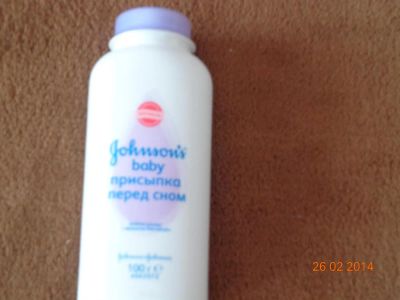 Johnson's
baby
присыпка
перед сном
Johnson & Johnson
100 г ℮
26 02 2014